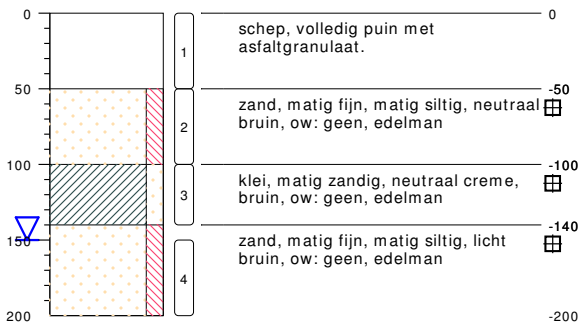 0
50
100
150
200
1
2
3
4
schep, volledig puin met
asfaltgranulaat.
zand, matig fijn, matig siltig, neutraal
bruin, ow: geen, edelman
klei, matig zandig, neutraal creme,
bruin, ow: geen, edelman
zand, matig fijn, matig siltig, licht
bruin, ow: geen, edelman
0
-50
-100
-140
-200